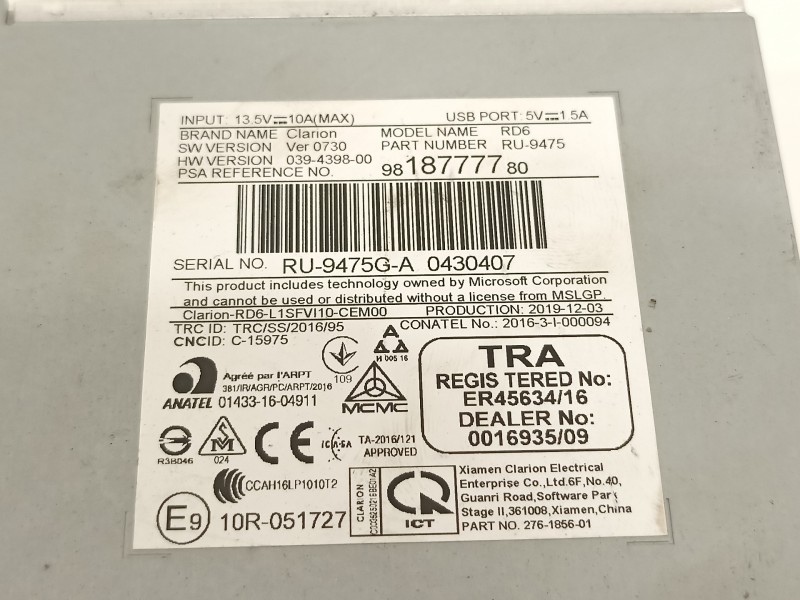 INPUT: 13.5V⎓10A(MAX) USB PORT: 5V⎓1.5A
BRAND NAME Clarion MODEL NAME RD6
SW VERSION Ver 0730 PART NUMBER RU-9475
HW VERSION 039-4398-00
PSA REFERENCE NO. 9818777780
SERIAL NO. RU-9475G-A 0430407
This product includes technology owned by Microsoft Corporation
and cannot be used or distributed without a license from MSLGP.
Clarion-RD6-L1SFVI10-CEM00 PRODUCTION: 2019-12-03
TRC ID: TRC/SS/2016/95 CONATEL No.: 2016-3-I-000094
CNCID: C-15975
109
A
И 005 16
TRA
REGISTERED No:
ER45634/16
DEALER No:
0016935/09
Agréé par l'ARPT
381/IR/AGR/PC/ARPT/2016
ANATEL 01433-16-04911
MCMC
R3B046
024
CE
ICASA
TA-2016/121
APPROVED
CCAH16LP1010T2
E9 10R-051727
CLARION
ICT
Xiamen Clarion Electrical
Enterprise Co.,Ltd.6F,No.40,
Guanri Road,Software Park
Stage II,361008,Xiamen,China
PART NO. 276-1856-01